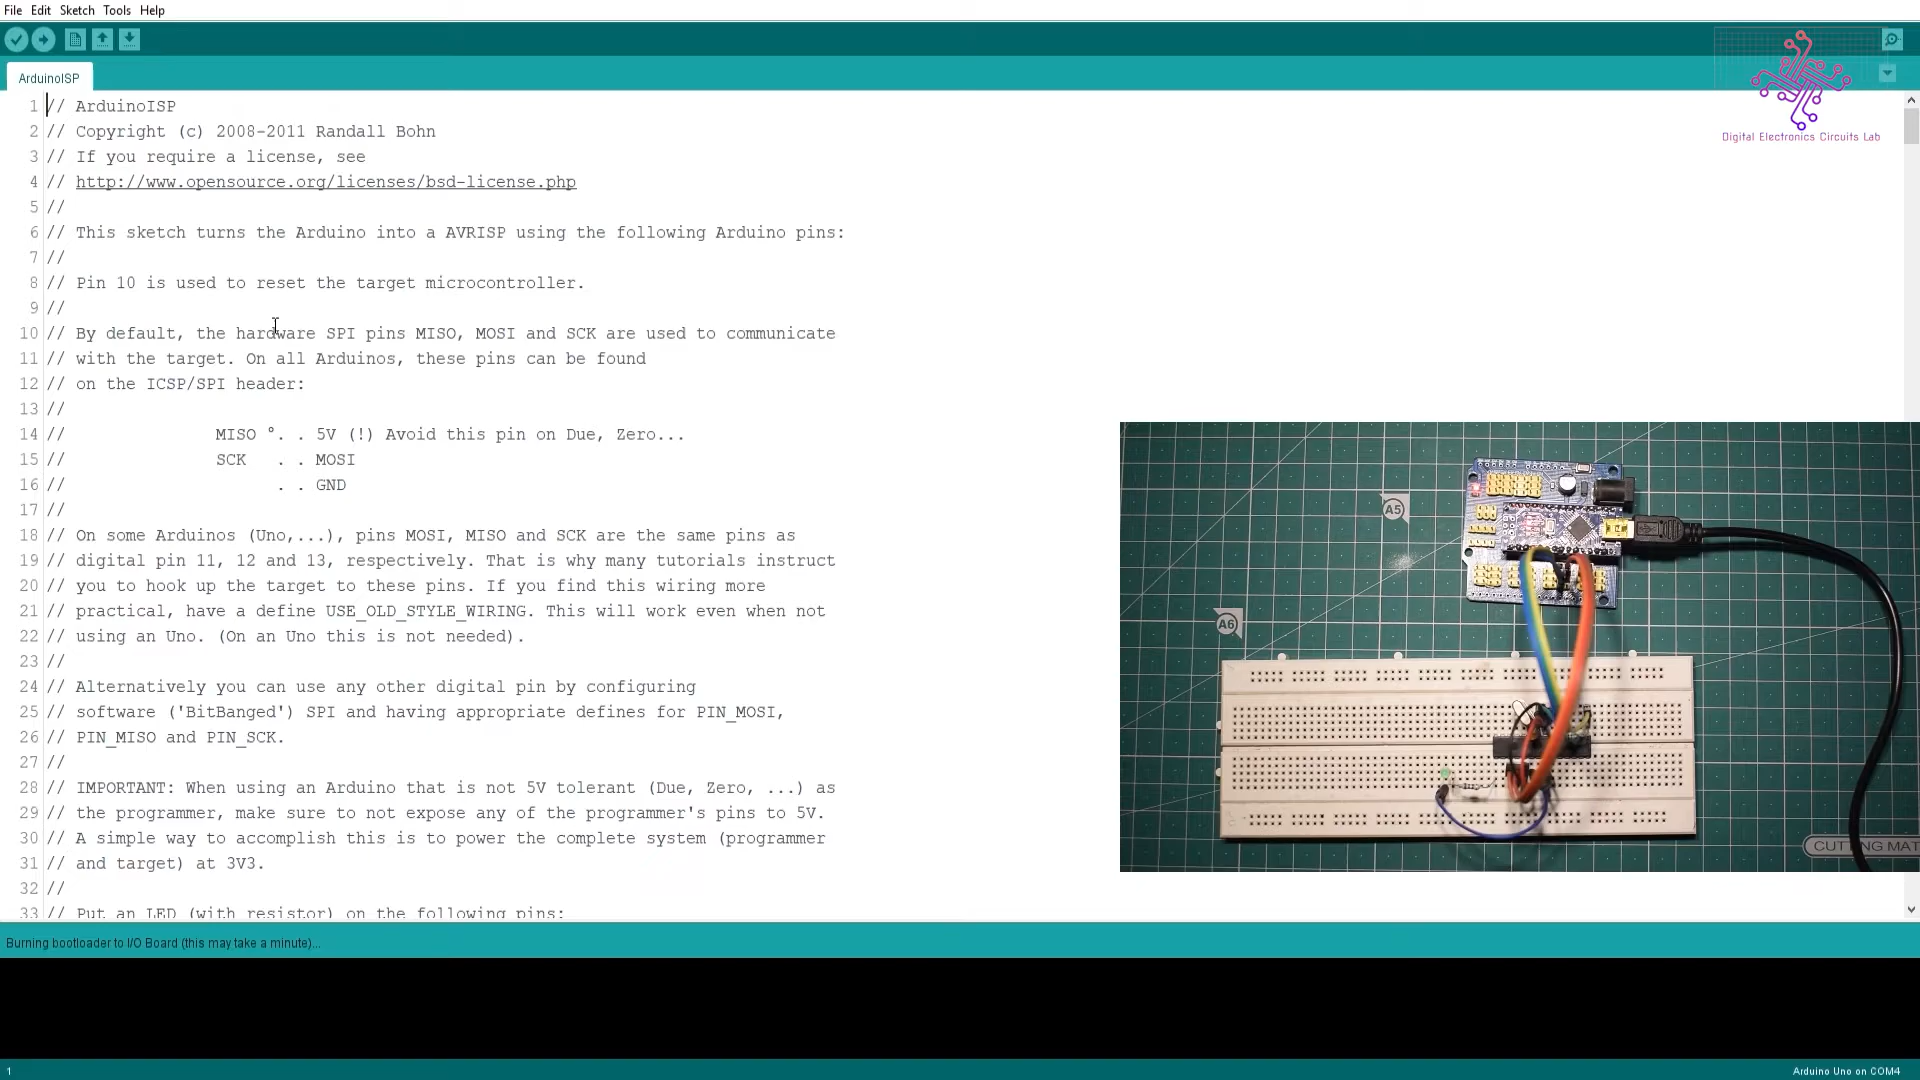 File Edit Sketch Tools Help
ArduinoISP
1 // ArduinoISP
2 // Copyright (c) 2008-2011 Randall Bohn
3 // If you require a license, see
4 // http://www.opensource.org/licenses/bsd-license.php
5 //
6 // This sketch turns the Arduino into a AVRISP using the following Arduino pins:
7 //
8 // Pin 10 is used to reset the target microcontroller.
9 //
10 // By default, the hardware SPI pins MISO, MOSI and SCK are used to communicate
11 // with the target. On all Arduinos, these pins can be found
12 // on the ICSP/SPI header:
13 //
14 //               MISO °. . 5V (!) Avoid this pin on Due, Zero...
15 //               SCK   . . MOSI
16 //                     . . GND
17 //
18 // On some Arduinos (Uno,...), pins MOSI, MISO and SCK are the same pins as
19 // digital pin 11, 12 and 13, respectively. That is why many tutorials instruct
20 // you to hook up the target to these pins. If you find this wiring more
21 // practical, have a define USE_OLD_STYLE_WIRING. This will work even when not
22 // using an Uno. (On an Uno this is not needed).
23 //
24 // Alternatively you can use any other digital pin by configuring
25 // software ('BitBanged') SPI and having appropriate defines for PIN_MOSI,
26 // PIN_MISO and PIN_SCK.
27 //
28 // IMPORTANT: When using an Arduino that is not 5V tolerant (Due, Zero, ...) as
29 // the programmer, make sure to not expose any of the programmer's pins to 5V.
30 // A simple way to accomplish this is to power the complete system (programmer
31 // and target) at 3V3.
32 //
33 // Put an LED (with resistor) on the following pins:
Digital Electronics Circuits Lab
A5
A6
CUTTING MAT
Burning bootloader to I/O Board (this may take a minute)...
1
Arduino Uno on COM4